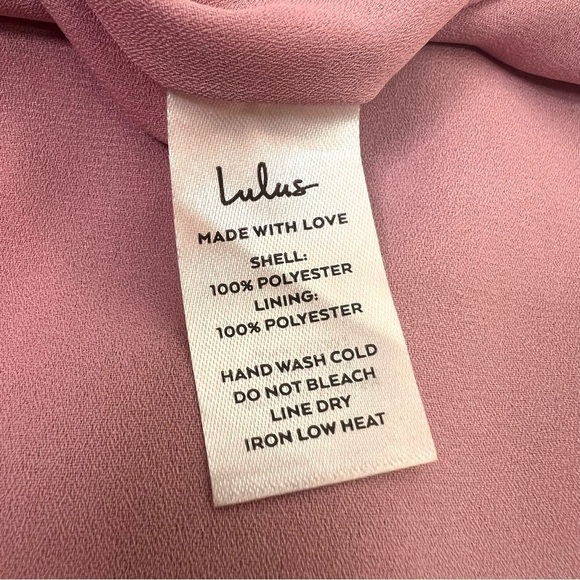 Lulus
MADE WITH LOVE
SHELL:
100% POLYESTER
LINING:
100% POLYESTER
HAND WASH COLD
DO NOT BLEACH
LINE DRY
IRON LOW HEAT